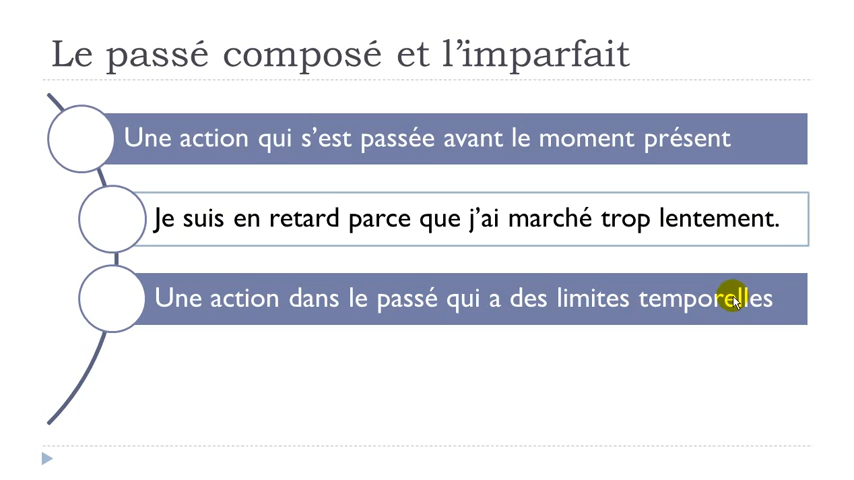 Le passé composé et l’imparfait
Une action qui s’est passée avant le moment présent
Je suis en retard parce que j’ai marché trop lentement.
Une action dans le passé qui a des limites temporelles